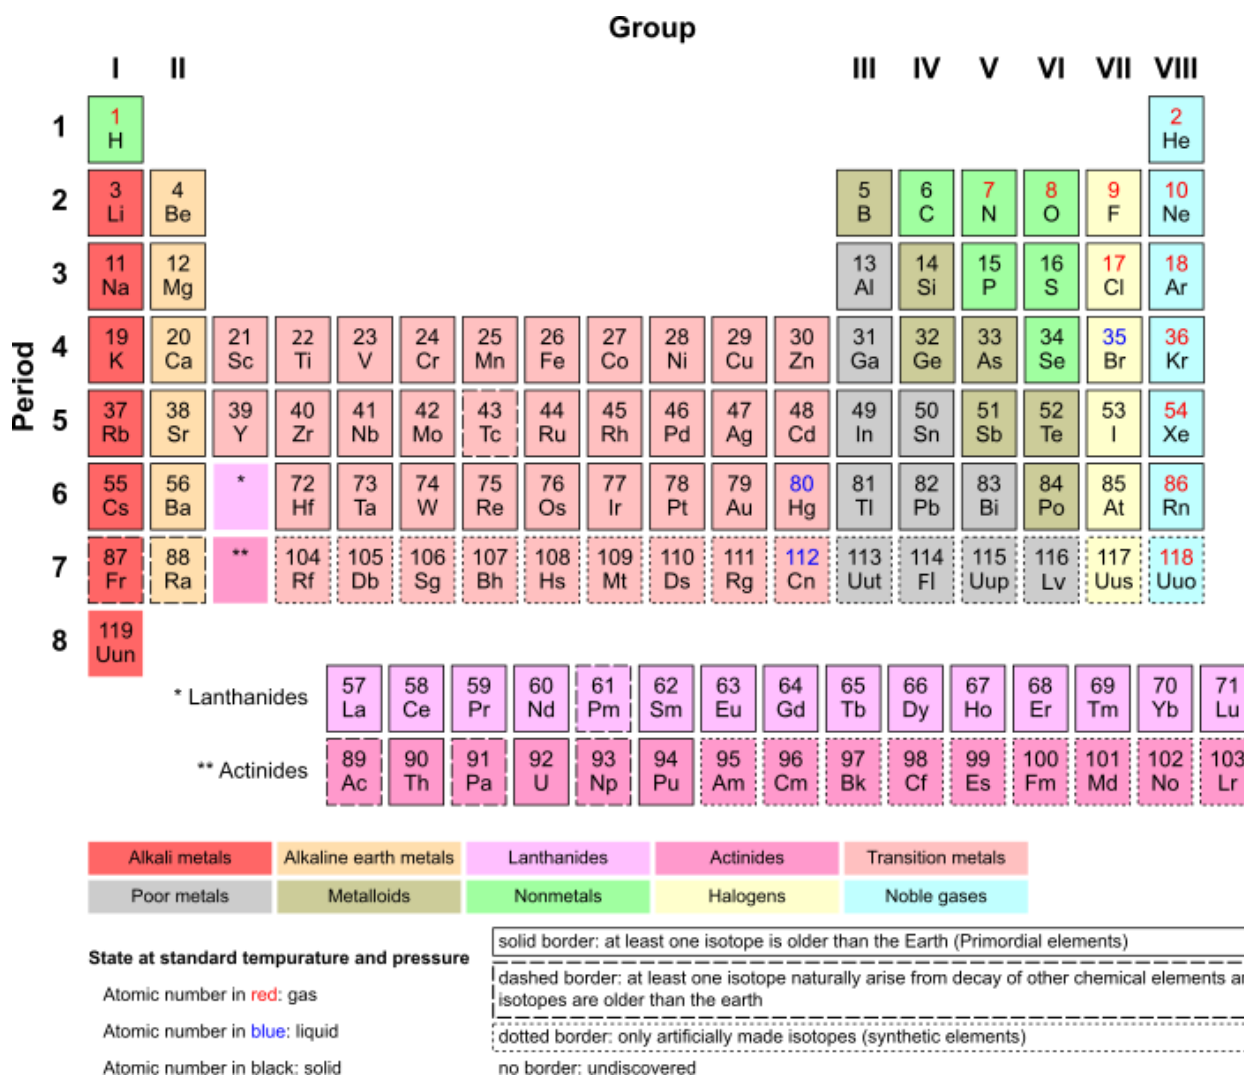 Group
I II III IV V VI VII VIII
Period
1
1 2
H He
2
3 4 5 6 7 8 9 10
Li Be B C N O F Ne
3
11 12 13 14 15 16 17 18
Na Mg Al Si P S Cl Ar
4
19 20 21 22 23 24 25 26 27 28 29 30 31 32 33 34 35 36
K Ca Sc Ti V Cr Mn Fe Co Ni Cu Zn Ga Ge As Se Br Kr
5
37 38 39 40 41 42 43 44 45 46 47 48 49 50 51 52 53 54
Rb Sr Y Zr Nb Mo Tc Ru Rh Pd Ag Cd In Sn Sb Te I Xe
6
55 56 * 72 73 74 75 76 77 78 79 80 81 82 83 84 85 86
Cs Ba Hf Ta W Re Os Ir Pt Au Hg Tl Pb Bi Po At Rn
7
87 88 ** 104 105 106 107 108 109 110 111 112 113 114 115 116 117 118
Fr Ra Rf Db Sg Bh Hs Mt Ds Rg Cn Uut Fl Uup Lv Uus Uuo
8
119
Uun
* Lanthanides
57 58 59 60 61 62 63 64 65 66 67 68 69 70 71
La Ce Pr Nd Pm Sm Eu Gd Tb Dy Ho Er Tm Yb Lu
** Actinides
89 90 91 92 93 94 95 96 97 98 99 100 101 102 103
Ac Th Pa U Np Pu Am Cm Bk Cf Es Fm Md No Lr
Alkali metals Alkaline earth metals Lanthanides Actinides Transition metals
Poor metals Metalloids Nonmetals Halogens Noble gases
State at standard tempurature and pressure
Atomic number in red: gas
Atomic number in blue: liquid
Atomic number in black: solid
solid border: at least one isotope is older than the Earth (Primordial elements)
dashed border: at least one isotope naturally arise from decay of other chemical elements
isotopes are older than the earth
dotted border: only artificially made isotopes (synthetic elements)
no border: undiscovered